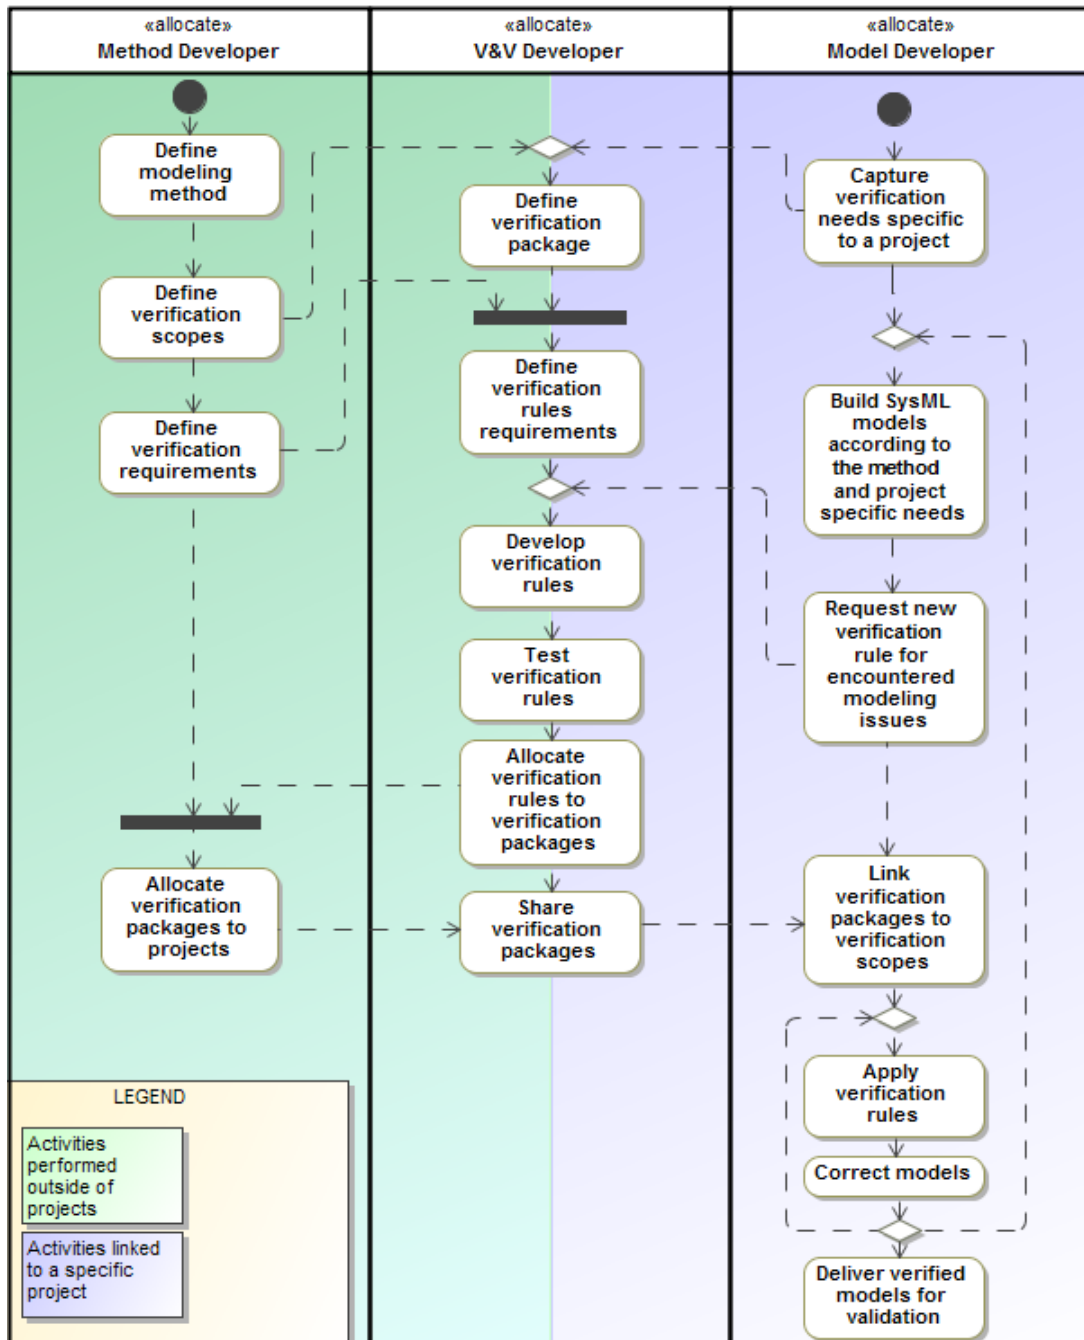 «allocate»
Method Developer
«allocate»
V&V Developer
«allocate»
Model Developer
Define
modeling
method
Define
verification
scopes
Define
verification
requirements
Allocate
verification
packages to
projects
Define
verification
package
Define
verification
rules
requirements
Develop
verification
rules
Test
verification
rules
Allocate
verification
rules to
verification
packages
Share
verification
packages
Capture
verification
needs specific
to a project
Build SysML
models
according to
the method
and project
specific needs
Request new
verification
rule for
encountered
modeling
issues
Link
verification
packages to
verification
scopes
Apply
verification
rules
Correct models
Deliver verified
models for
validation
LEGEND
Activities
performed
outside of
projects
Activities linked
to a specific
project